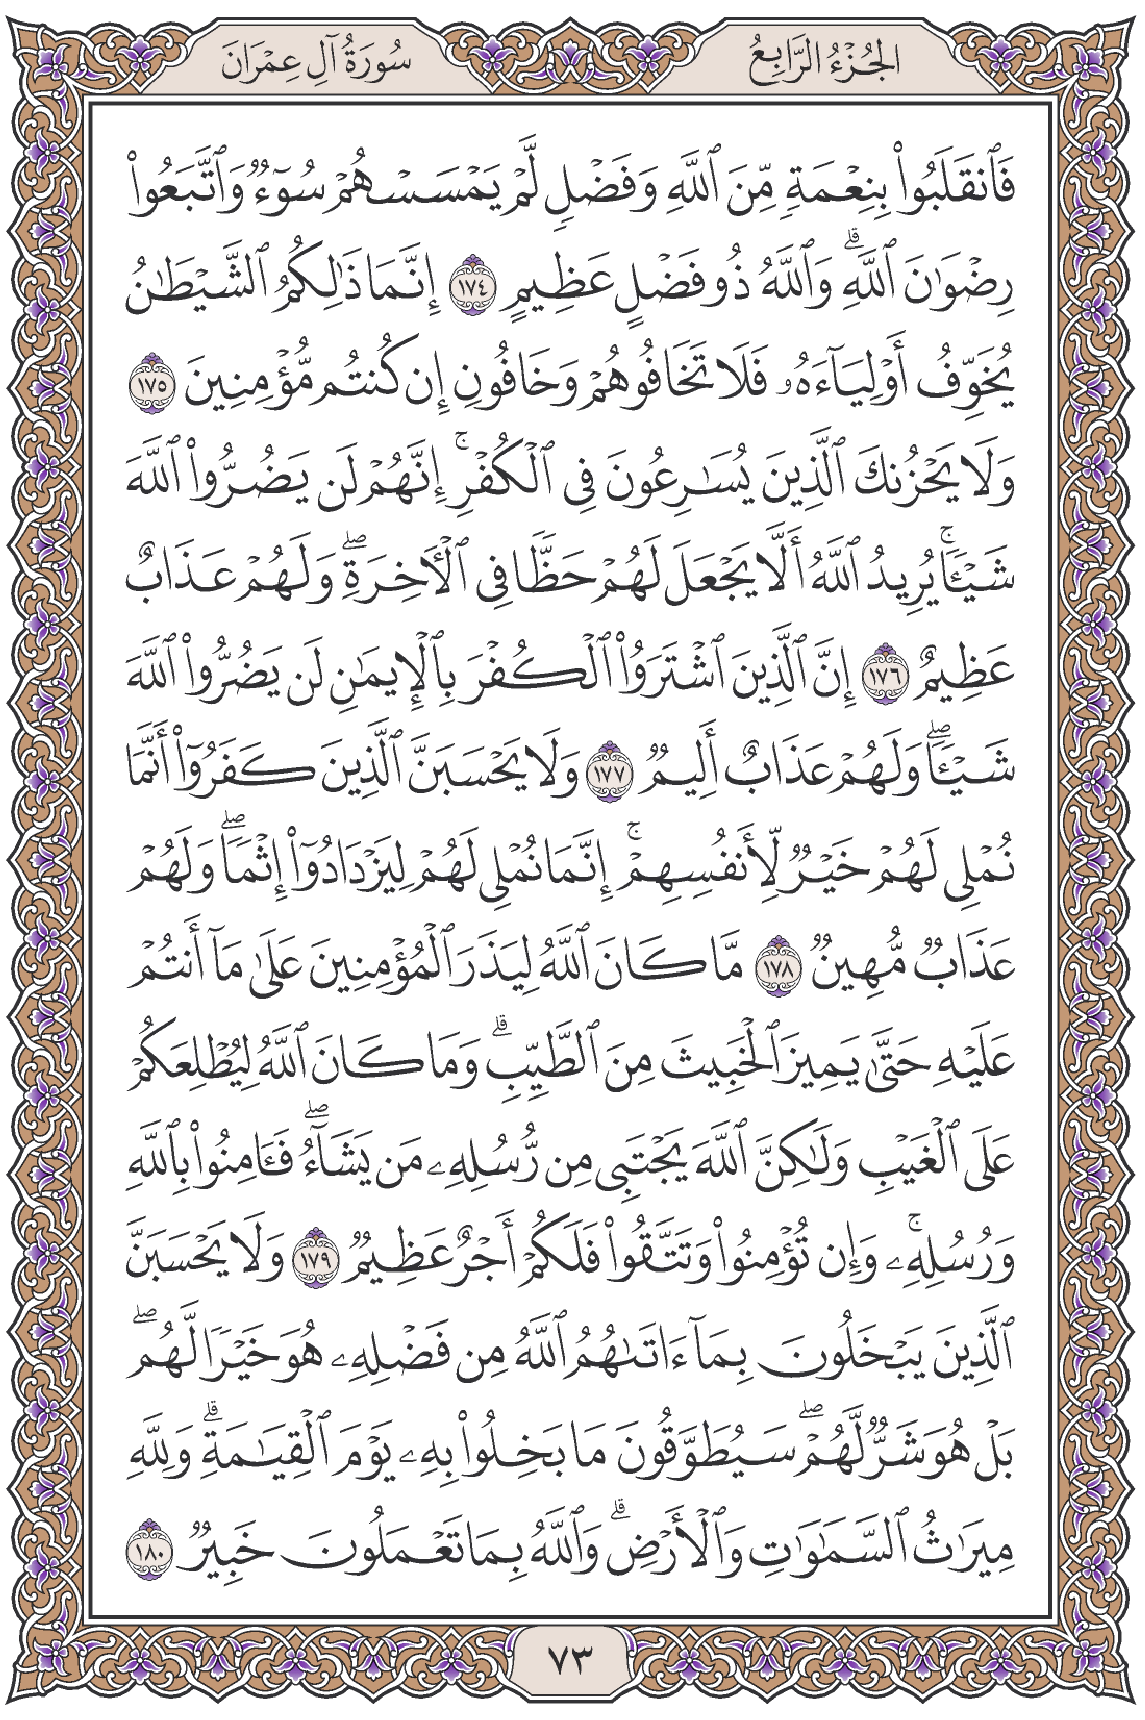 الجُزْءُ الرَّابِعُ
سُورَةُ آلِ عِمْرَانَ
فَٱنقَلَبُوا۟ بِنِعْمَةٍ مِّنَ ٱللَّهِ وَفَضْلٍ لَّمْ يَمْسَسْهُمْ سُوٓءٌ وَٱتَّبَعُوا۟
رِضْوَٰنَ ٱللَّهِ ۗ وَٱللَّهُ ذُو فَضْلٍ عَظِيمٍ ١٧٤ إِنَّمَا ذَٰلِكُمُ ٱلشَّيْطَٰنُ
يُخَوِّفُ أَوْلِيَآءَهُۥ فَلَا تَخَافُوهُمْ وَخَافُونِ إِن كُنتُم مُّؤْمِنِينَ ١٧٥
وَلَا يَحْزُنكَ ٱلَّذِينَ يُسَٰرِعُونَ فِى ٱلْكُفْرِ ۚ إِنَّهُمْ لَن يَضُرُّوا۟ ٱللَّهَ
شَيْـًٔا ۚ يُرِيدُ ٱللَّهُ أَلَّا يَجْعَلَ لَهُمْ حَظًّا فِى ٱلْـَٔاخِرَةِ ۖ وَلَهُمْ عَذَابٌ
عَظِيمٌ ١٧٦ إِنَّ ٱلَّذِينَ ٱشْتَرَوُا۟ ٱلْكُفْرَ بِٱلْإِيمَٰنِ لَن يَضُرُّوا۟ ٱللَّهَ
شَيْـًٔا ۖ وَلَهُمْ عَذَابٌ أَلِيمٌ ١٧٧ وَلَا يَحْسَبَنَّ ٱلَّذِينَ كَفَرُوٓا۟ أَنَّمَا
نُمْلِى لَهُمْ خَيْرٌ لِّأَنفُسِهِمْ ۚ إِنَّمَا نُمْلِى لَهُمْ لِيَزْدَادُوٓا۟ إِثْمًا ۖ وَلَهُمْ
عَذَابٌ مُّهِينٌ ١٧٨ مَّا كَانَ ٱللَّهُ لِيَذَرَ ٱلْمُؤْمِنِينَ عَلَىٰ مَآ أَنتُمْ
عَلَيْهِ حَتَّىٰ يَمِيزَ ٱلْخَبِيثَ مِنَ ٱلطَّيِّبِ ۗ وَمَا كَانَ ٱللَّهُ لِيُطْلِعَكُمْ
عَلَى ٱلْغَيْبِ وَلَٰكِنَّ ٱللَّهَ يَجْتَبِى مِن رُّسُلِهِۦ مَن يَشَآءُ ۖ فَـَٔامِنُوا۟ بِٱللَّهِ
وَرُسُلِهِۦ ۚ وَإِن تُؤْمِنُوا۟ وَتَتَّقُوا۟ فَلَكُمْ أَجْرٌ عَظِيمٌ ١٧٩ وَلَا يَحْسَبَنَّ
ٱلَّذِينَ يَبْخَلُونَ بِمَآ ءَاتَىٰهُمُ ٱللَّهُ مِن فَضْلِهِۦ هُوَ خَيْرًا لَّهُم ۖ
بَلْ هُوَ شَرٌّ لَّهُمْ ۖ سَيُطَوَّقُونَ مَا بَخِلُوا۟ بِهِۦ يَوْمَ ٱلْقِيَٰمَةِ ۗ وَلِلَّهِ
مِيرَٰثُ ٱلسَّمَٰوَٰتِ وَٱلْأَرْضِ ۗ وَٱللَّهُ بِمَا تَعْمَلُونَ خَبِيرٌ ١٨٠
٧٣